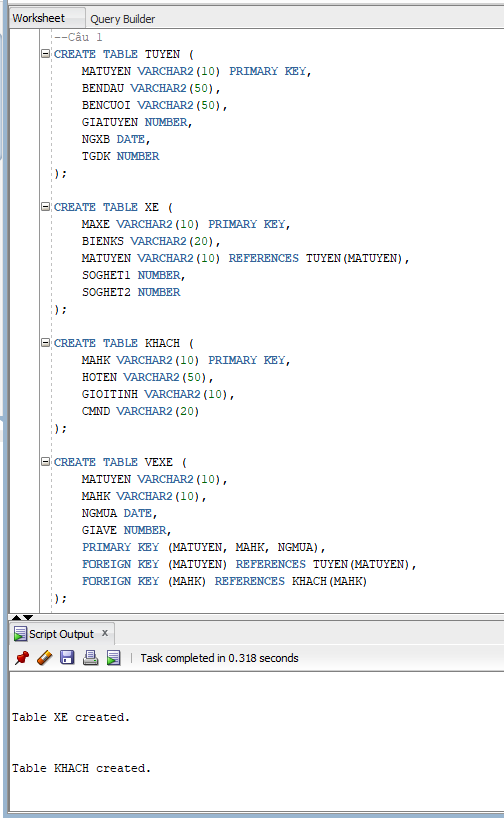 Worksheet Query Builder
--Câu 1
CREATE TABLE TUYEN (
MATUYEN VARCHAR2(10) PRIMARY KEY,
BENDAU VARCHAR2(50),
BENCUOI VARCHAR2(50),
GIATUYEN NUMBER,
NGXB DATE,
TGDK NUMBER
);
CREATE TABLE XE (
MAXE VARCHAR2(10) PRIMARY KEY,
BIENKS VARCHAR2(20),
MATUYEN VARCHAR2(10) REFERENCES TUYEN(MATUYEN),
SOGHET1 NUMBER,
SOGHET2 NUMBER
);
CREATE TABLE KHACH (
MAHK VARCHAR2(10) PRIMARY KEY,
HOTEN VARCHAR2(50),
GIOITINH VARCHAR2(10),
CMND VARCHAR2(20)
);
CREATE TABLE VEXE (
MATUYEN VARCHAR2(10),
MAHK VARCHAR2(10),
NGMUA DATE,
GIAVE NUMBER,
PRIMARY KEY (MATUYEN, MAHK, NGMUA),
FOREIGN KEY (MATUYEN) REFERENCES TUYEN(MATUYEN),
FOREIGN KEY (MAHK) REFERENCES KHACH(MAHK)
);
Script Output x
Task completed in 0.318 seconds
Table XE created.
Table KHACH created.